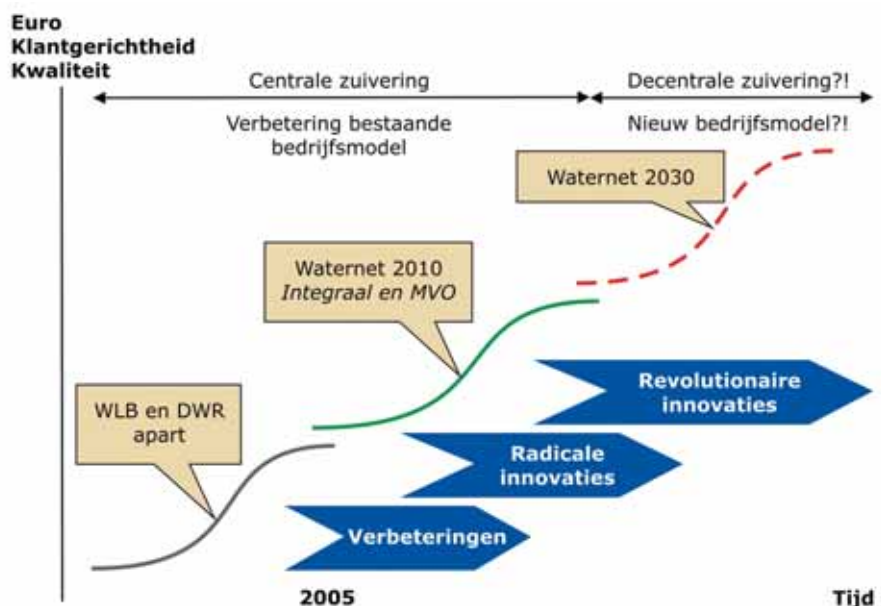 Euro
Klantgerichtheid
Kwaliteit
Centrale zuivering
Decentrale zuivering?!
Verbetering bestaande
bedrijfsmodel
Nieuw bedrijfsmodel?!
Waternet 2030
Waternet 2010
Integraal en MVO
WLB en DWR
apart
Revolutionaire
innovaties
Radicale
innovaties
Verbeteringen
2005
Tijd